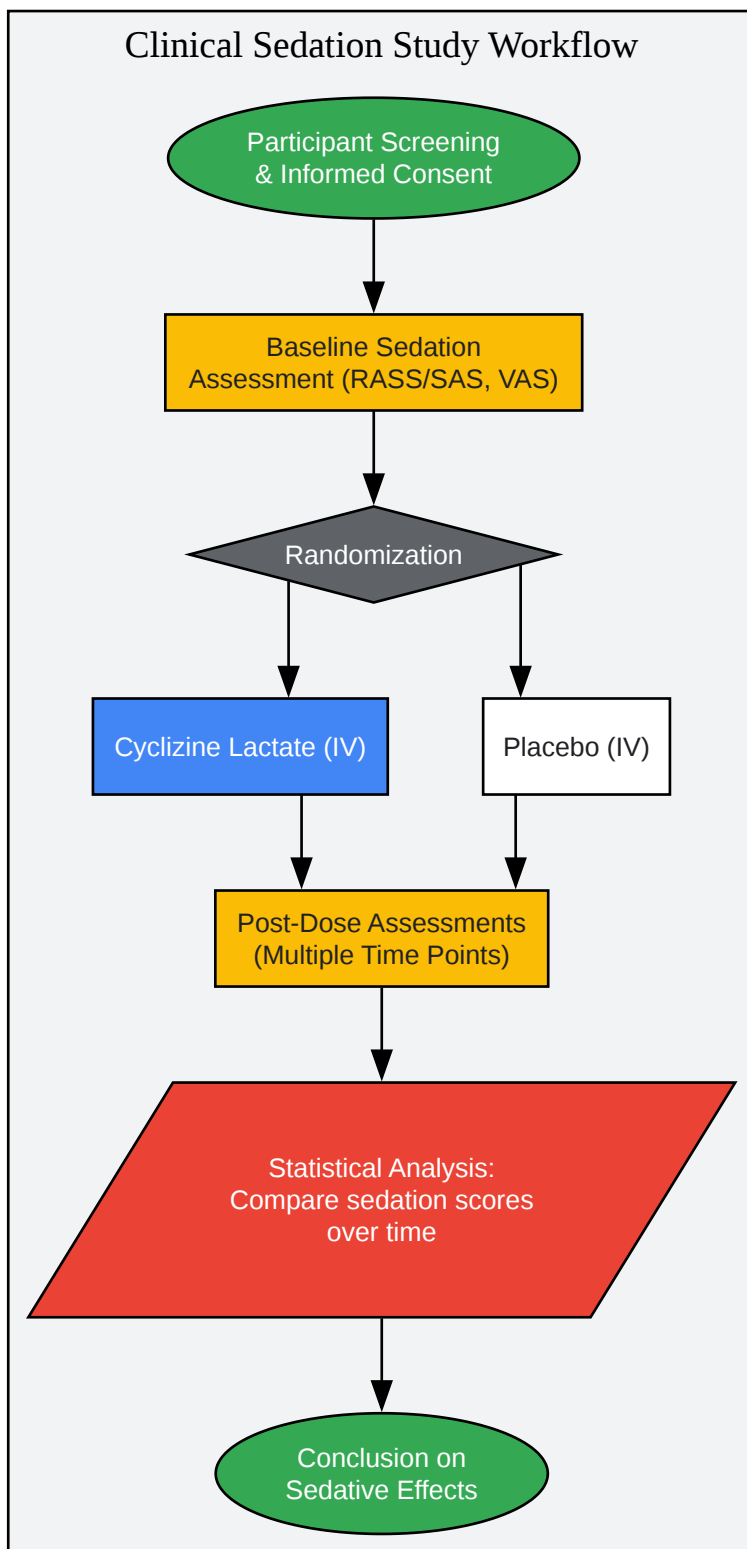 Clinical Sedation Study Workflow
Participant Screening
& Informed Consent
Baseline Sedation
Assessment (RASS/SAS, VAS)
Randomization
Cyclizine Lactate (IV)
Placebo (IV)
Post-Dose Assessments
(Multiple Time Points)
Statistical Analysis:
Compare sedation scores
over time
Conclusion on
Sedative Effects